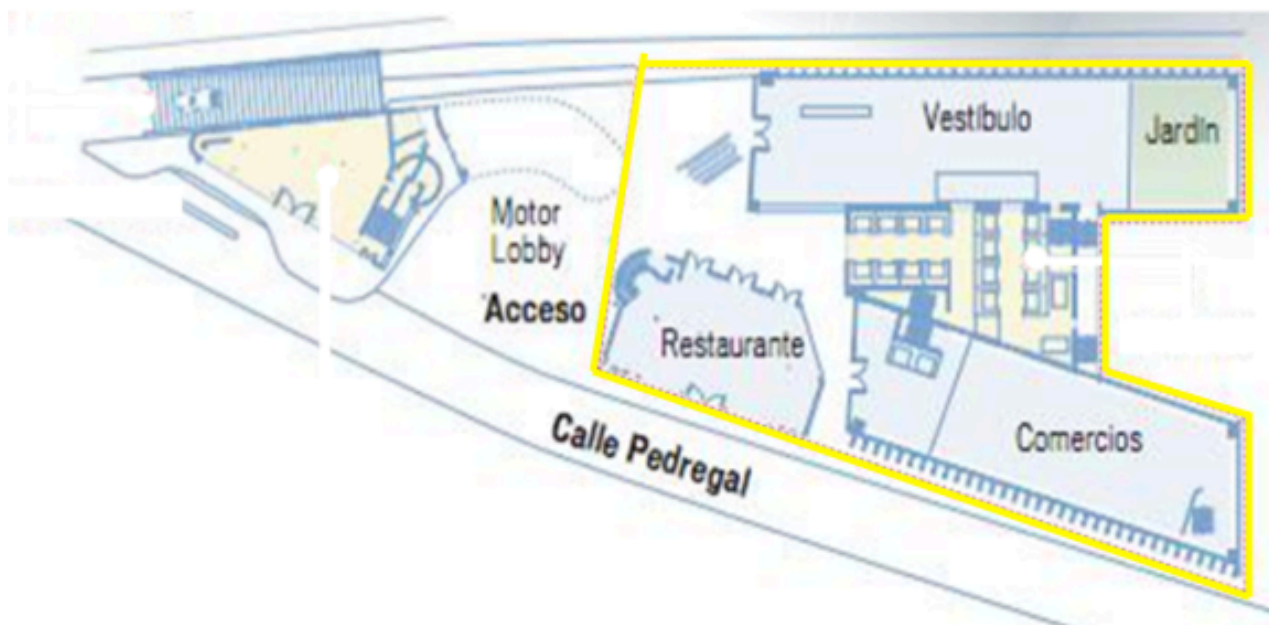 Vestíbulo
Jardín
Motor
Lobby
Acceso
Restaurante
Calle Pedregal
Comercios